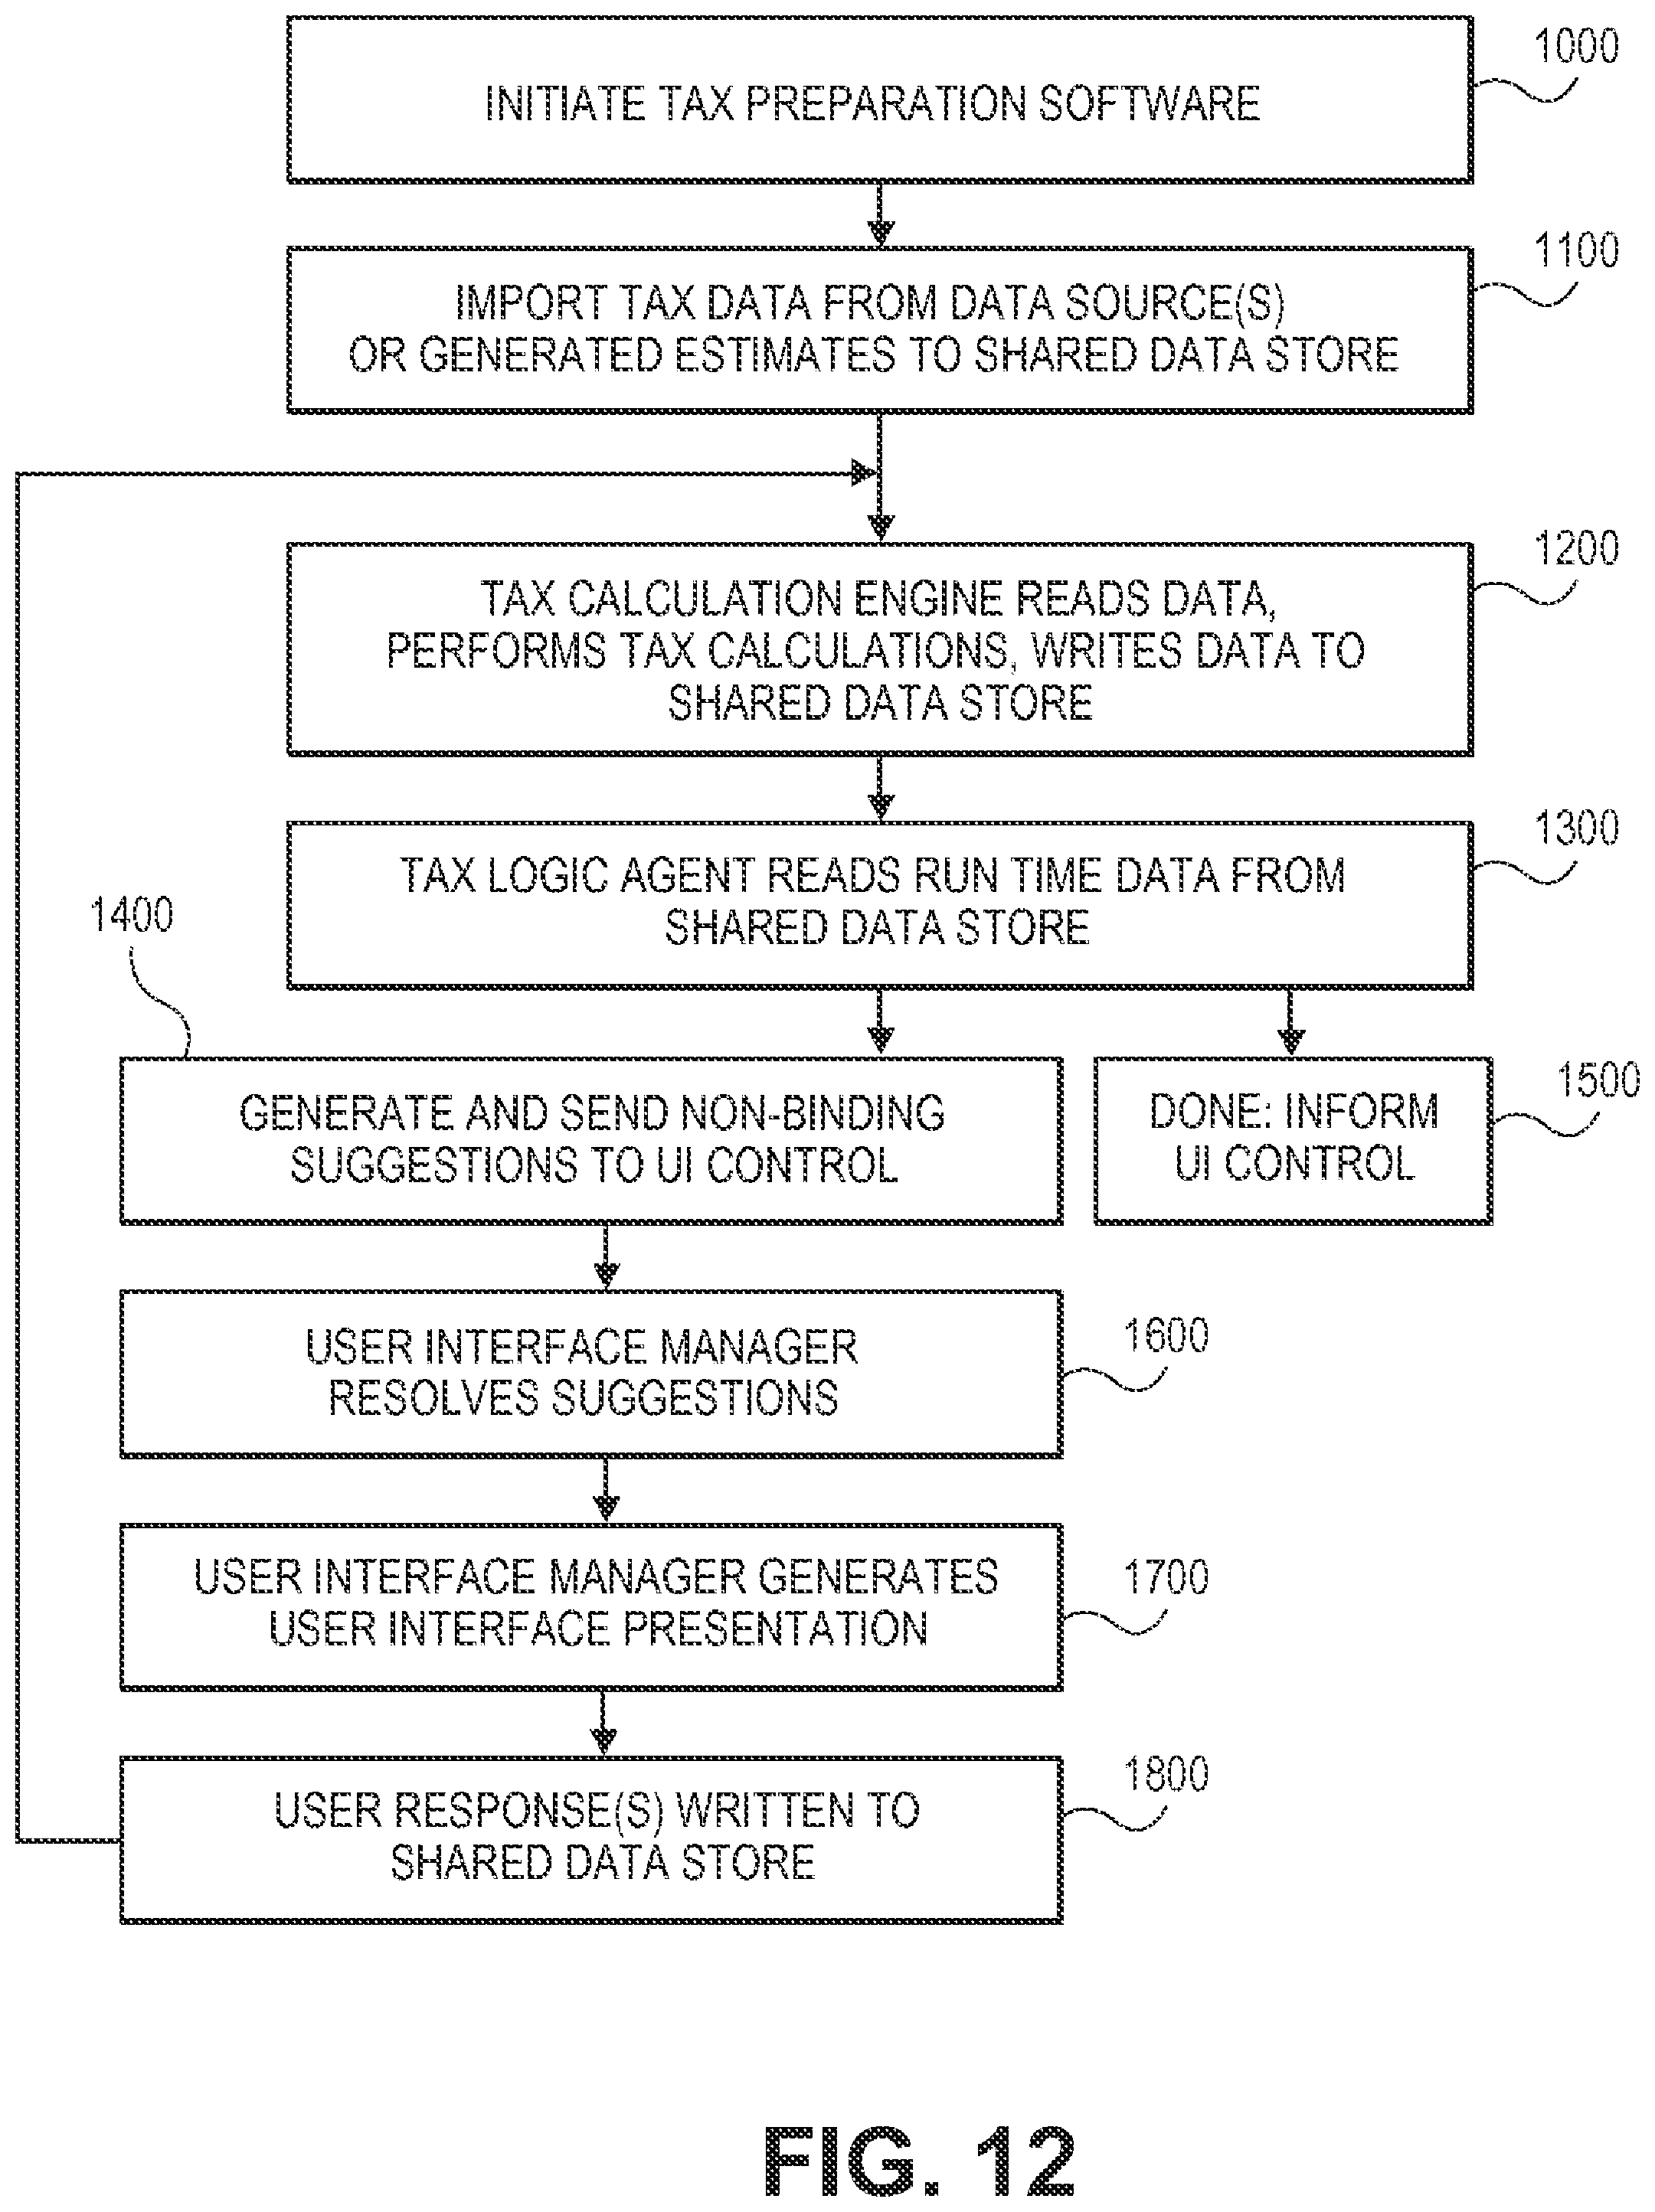 1000
INITIATE TAX PREPARATION SOFTWARE
1100
IMPORT TAX DATA FROM DATA SOURCE(S)
OR GENERATED ESTIMATES TO SHARED DATA STORE
1200
TAX CALCULATION ENGINE READS DATA,
PERFORMS TAX CALCULATIONS, WRITES DATA TO
SHARED DATA STORE
1300
TAX LOGIC AGENT READS RUN TIME DATA FROM
SHARED DATA STORE
1400
GENERATE AND SEND NON-BINDING
SUGGESTIONS TO UI CONTROL
1500
DONE: INFORM
UI CONTROL
1600
USER INTERFACE MANAGER
RESOLVES SUGGESTIONS
1700
USER INTERFACE MANAGER GENERATES
USER INTERFACE PRESENTATION
1800
USER RESPONSE(S) WRITTEN TO
SHARED DATA STORE
FIG. 12